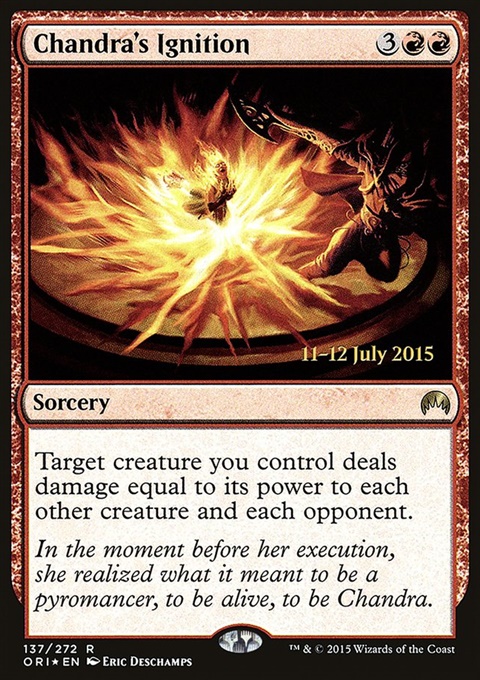 Chandra's Ignition 3
11–12 July 2015
Sorcery
Target creature you control deals
damage equal to its power to each
other creature and each opponent.
In the moment before her execution,
she realized what it meant to be a
pyromancer, to be alive, to be Chandra.
137/272 R
ORI★EN Eric Deschamps
™ & © 2015 Wizards of the Coast